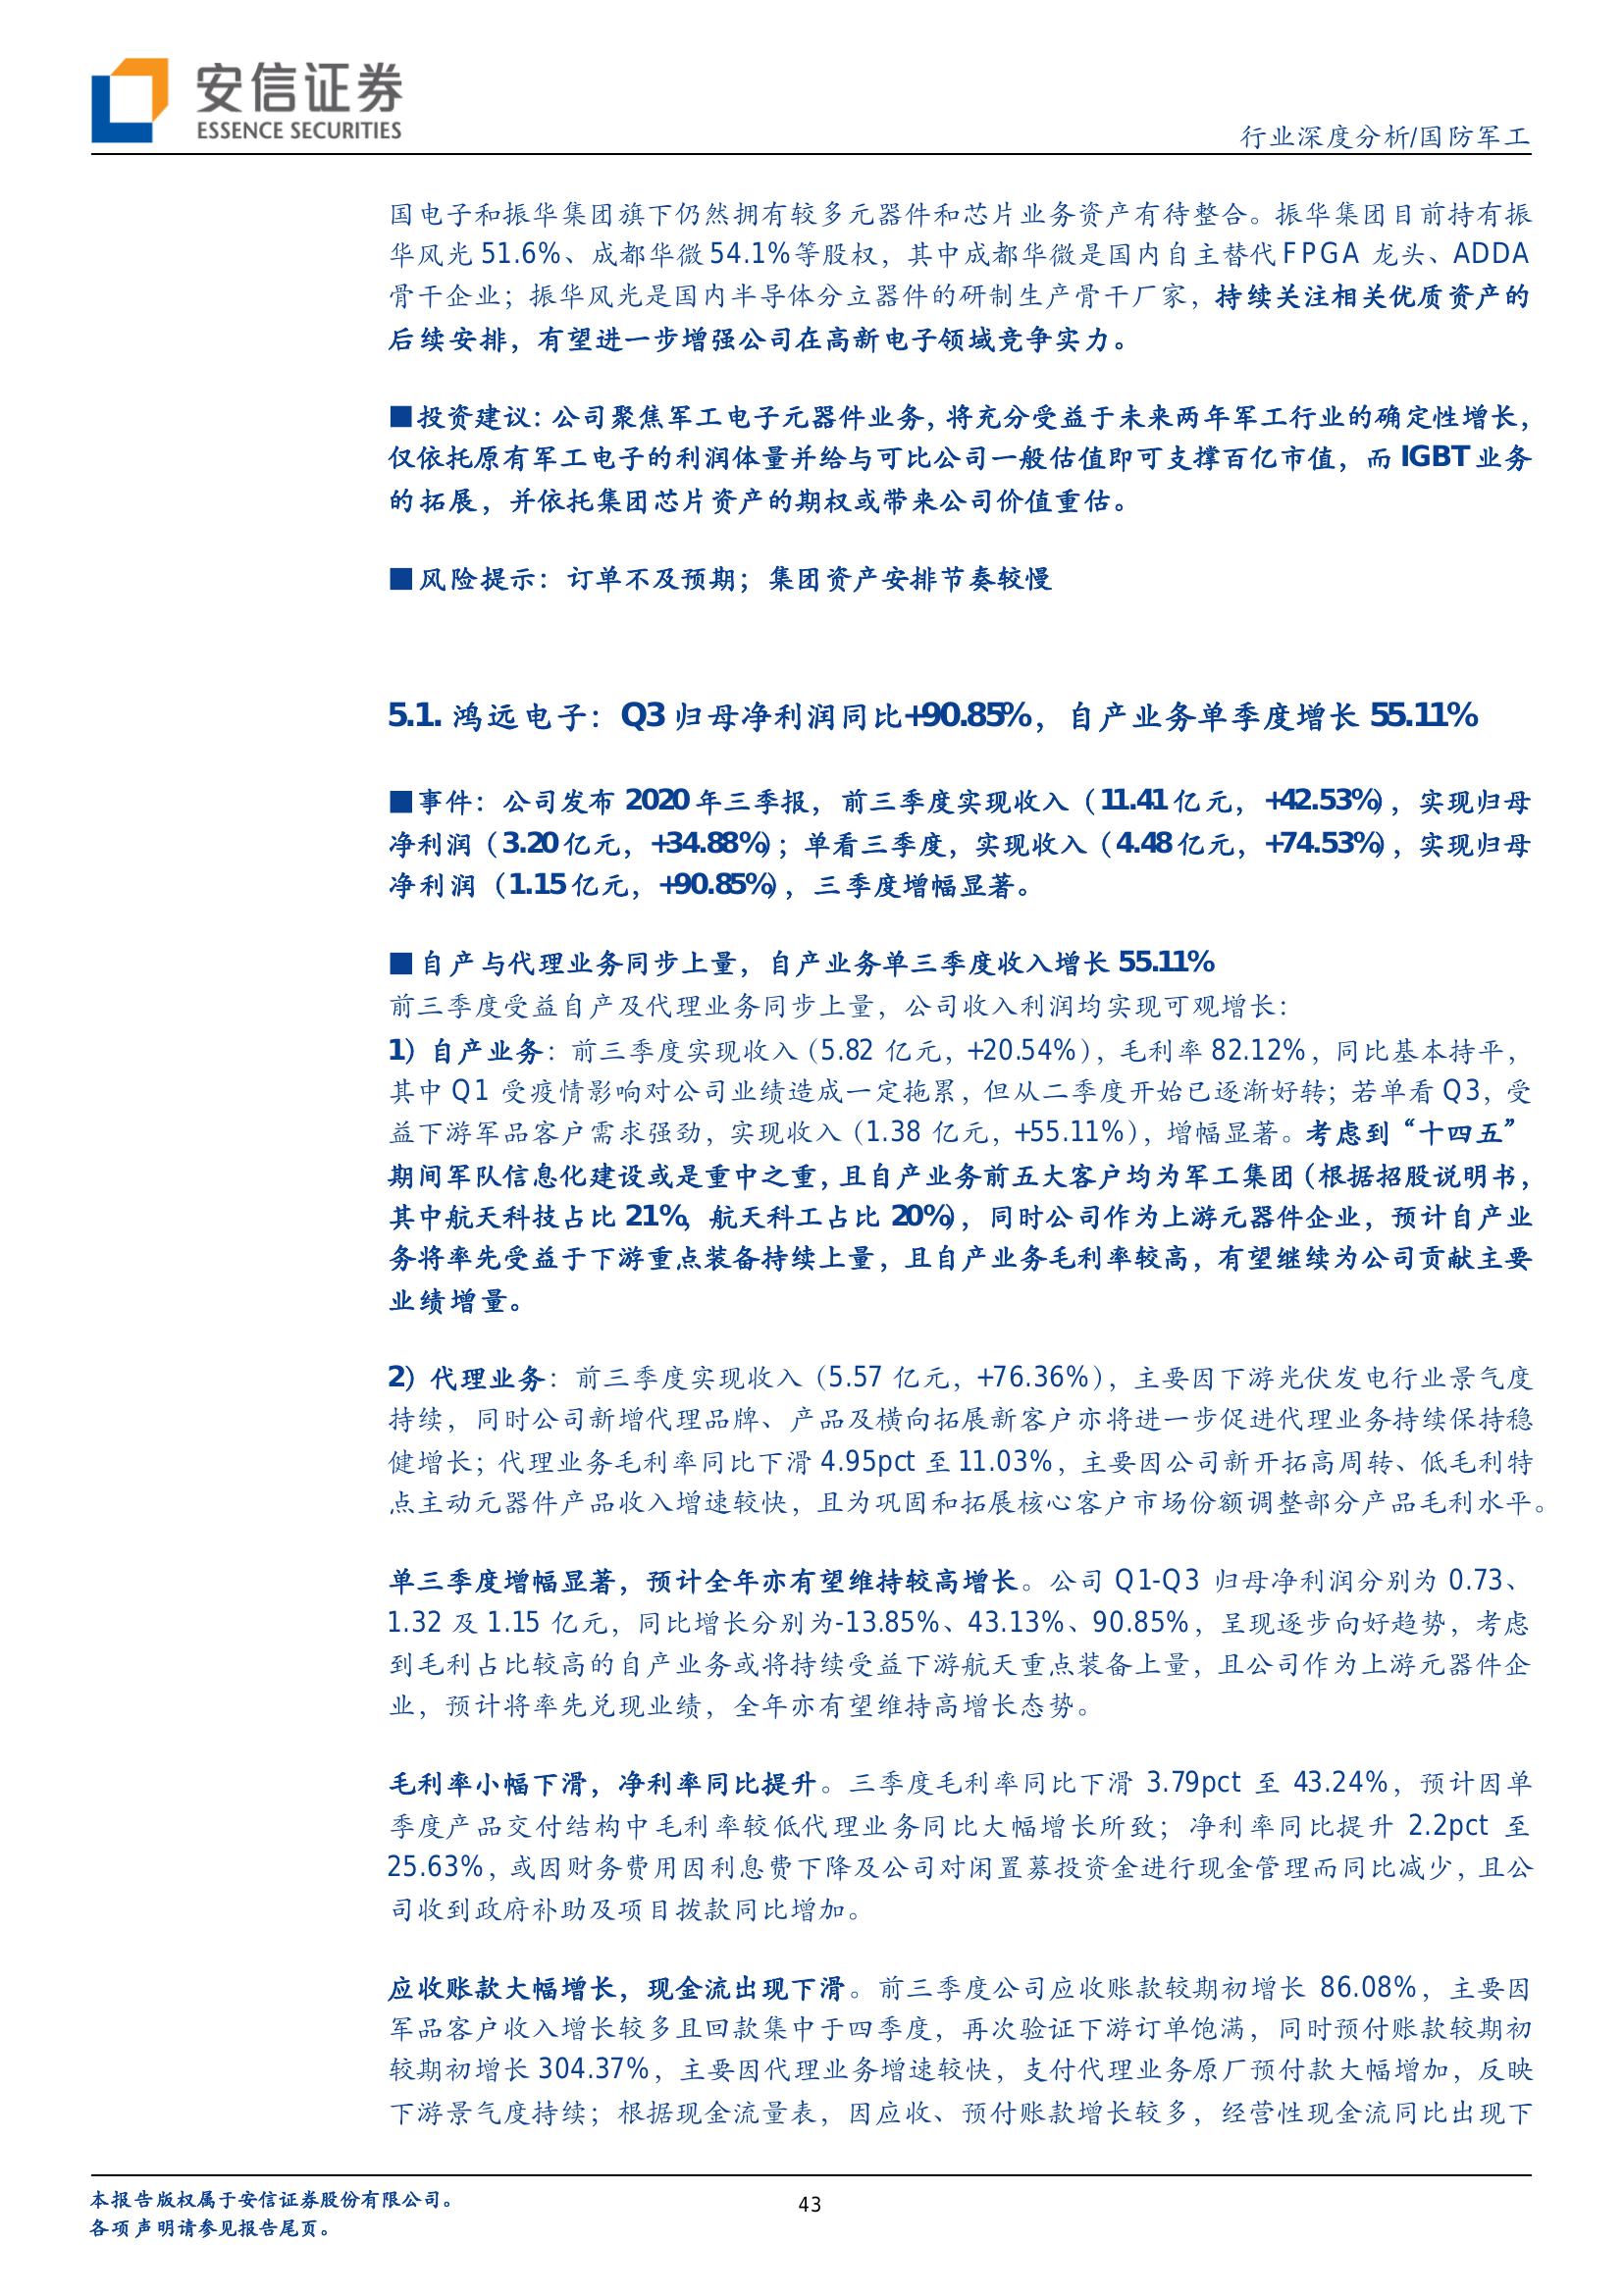 安信证券
ESSENCE SECURITIES
行业深度分析/国防军工
国电子和振华集团旗下仍然拥有较多元器件和芯片业务资产有待整合。振华集团目前持有振
华风光 51.6%、成都华微 54.1%等股权，其中成都华微是国内自主替代 FPGA 龙头、ADDA
骨干企业；振华风光是国内半导体分立器件的研制生产骨干厂家，持续关注相关优质资产的
后续安排，有望进一步增强公司在高新电子领域竞争实力。
■投资建议：公司聚焦军工电子元器件业务，将充分受益于未来两年军工行业的确定性增长，
仅依托原有军工电子的利润体量并给与可比公司一般估值即可支撑百亿市值，而 IGBT 业务
的拓展，并依托集团芯片资产的期权或带来公司价值重估。
■风险提示：订单不及预期；集团资产安排节奏较慢
5.1. 鸿远电子：Q3 归母净利润同比+90.85%，自产业务单季度增长 55.11%
■事件：公司发布 2020 年三季报，前三季度实现收入（11.41 亿元，+42.53%），实现归母
净利润（3.20 亿元，+34.88%）；单看三季度，实现收入（4.48 亿元，+74.53%），实现归母
净利润（1.15 亿元，+90.85%），三季度增幅显著。
■自产与代理业务同步上量，自产业务单三季度收入增长 55.11%
前三季度受益自产及代理业务同步上量，公司收入利润均实现可观增长：
1）自产业务：前三季度实现收入（5.82 亿元，+20.54%），毛利率 82.12%，同比基本持平，
其中 Q1 受疫情影响对公司业绩造成一定拖累，但从二季度开始已逐渐好转；若单看 Q3，受
益下游军品客户需求强劲，实现收入（1.38 亿元，+55.11%），增幅显著。考虑到“十四五”
期间军队信息化建设或是重中之重，且自产业务前五大客户均为军工集团（根据招股说明书，
其中航天科技占比 21%，航天科工占比 20%），同时公司作为上游元器件企业，预计自产业
务将率先受益于下游重点装备持续上量，且自产业务毛利率较高，有望继续为公司贡献主要
业绩增量。
2）代理业务：前三季度实现收入（5.57 亿元，+76.36%），主要因下游光伏发电行业景气度
持续，同时公司新增代理品牌、产品及横向拓展新客户亦将进一步促进代理业务持续保持稳
健增长；代理业务毛利率同比下滑 4.95pct 至 11.03%，主要因公司新开拓高周转、低毛利特
点主动元器件产品收入增速较快，且为巩固和拓展核心客户市场份额调整部分产品毛利水平。
单三季度增幅显著，预计全年亦有望维持较高增长。公司 Q1-Q3 归母净利润分别为 0.73、
1.32 及 1.15 亿元，同比增长分别为-13.85%、43.13%、90.85%，呈现逐步向好趋势，考虑
到毛利占比较高的自产业务或将持续受益下游航天重点装备上量，且公司作为上游元器件企
业，预计将率先兑现业绩，全年亦有望维持高增长态势。
毛利率小幅下滑，净利率同比提升。三季度毛利率同比下滑 3.79pct 至 43.24%，预计因单
季度产品交付结构中毛利率较低代理业务同比大幅增长所致；净利率同比提升 2.2pct 至
25.63%，或因财务费用因利息费下降及公司对闲置募投资金进行现金管理而同比减少，且公
司收到政府补助及项目拨款同比增加。
应收账款大幅增长，现金流出现下滑。前三季度公司应收账款较期初增长 86.08%，主要因
军品客户收入增长较多且回款集中于四季度，再次验证下游订单饱满，同时预付账款较期初
较期初增长 304.37%，主要因代理业务增速较快，支付代理业务原厂预付款大幅增加，反映
下游景气度持续；根据现金流量表，因应收、预付账款增长较多，经营性现金流同比出现下
本报告版权属于安信证券股份有限公司。
43
各项声明请参见报告尾页。